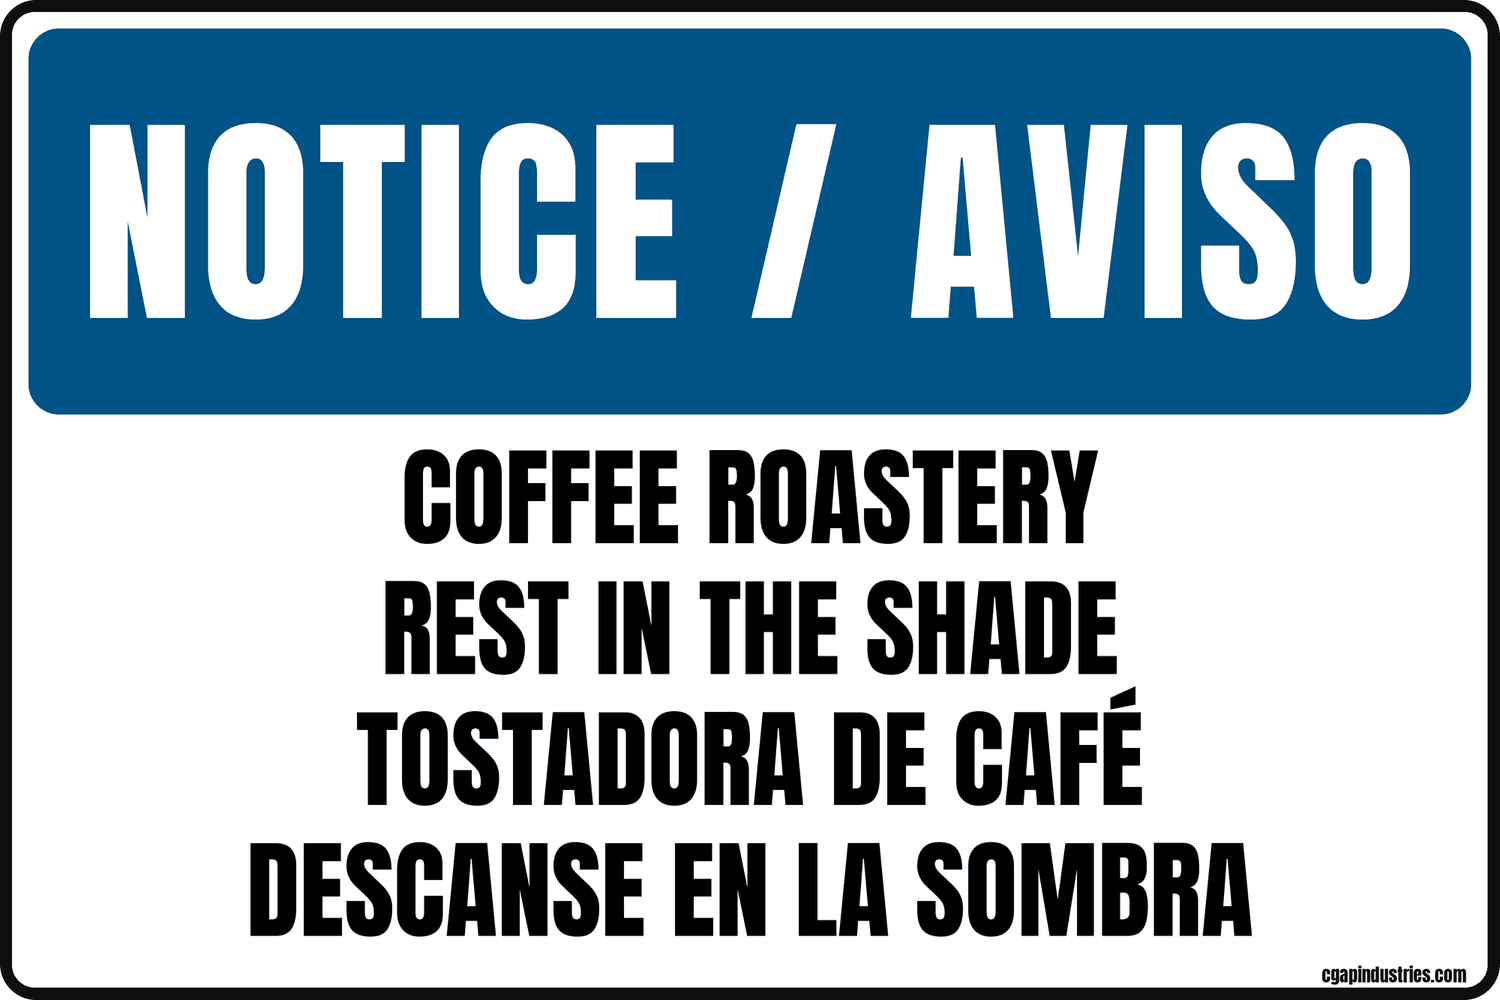 NOTICE / AVISO
COFFEE ROASTERY
REST IN THE SHADE
TOSTADORA DE CAFÉ
DESCANSE EN LA SOMBRA
cgapindustries.com